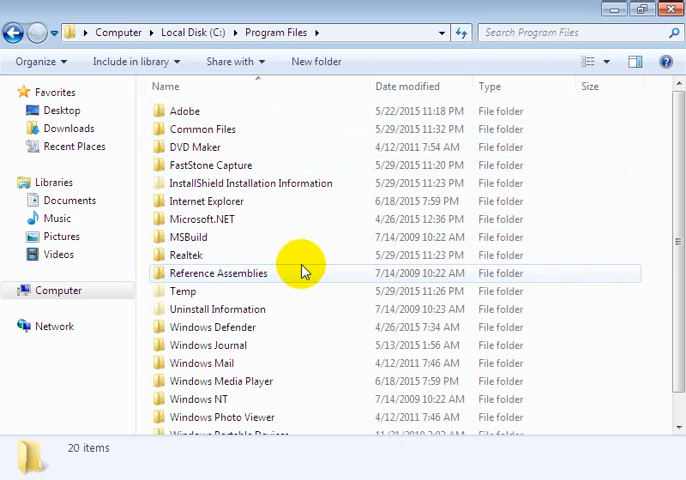 Computer Local Disk (C:) Program Files Search Program Files
Organize Include in library Share with New folder
Favorites
Desktop
Downloads
Recent Places
Libraries
Documents
Music
Pictures
Videos
Computer
Network
Name Date modified Type Size
Adobe 5/22/2015 11:18 PM File folder
Common Files 5/29/2015 11:32 PM File folder
DVD Maker 4/12/2011 7:54 AM File folder
FastStone Capture 5/29/2015 11:20 PM File folder
InstallShield Installation Information 5/29/2015 11:23 PM File folder
Internet Explorer 6/18/2015 7:59 PM File folder
Microsoft.NET 4/26/2015 12:36 PM File folder
MSBuild 7/14/2009 10:22 AM File folder
Realtek 5/29/2015 11:23 PM File folder
Reference Assemblies 7/14/2009 10:22 AM File folder
Temp 5/29/2015 11:26 PM File folder
Uninstall Information 7/14/2009 10:23 AM File folder
Windows Defender 4/26/2015 7:34 AM File folder
Windows Journal 5/13/2015 1:56 AM File folder
Windows Mail 4/12/2011 7:46 AM File folder
Windows Media Player 6/18/2015 7:59 PM File folder
Windows NT 7/14/2009 10:22 AM File folder
Windows Photo Viewer 4/12/2011 7:46 AM File folder
Windows Portable Devices File folder
20 items